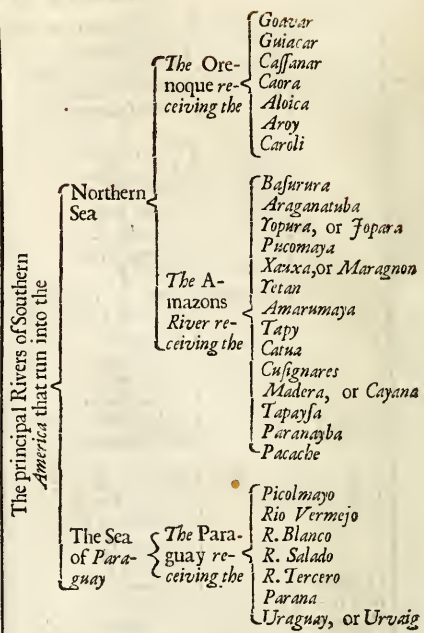 The principal Rivers of Southern
America that run into the
Northern
Sea
The Ore-
noque re-
ceiving the
Goavar
Guiacar
Caſſanar
Caora
Aloica
Aroy
Caroli
The A-
mazons
River re-
ceiving the
Baſurura
Araganatuba
Yopura, or Jopara
Pucomaya
Xauxa, or Maragnon
Yetan
Amarumaya
Tapy
Catua
Cuſignares
Madera, or Cayana
Tapayſa
Paranayba
Pacache
The Sea
of Para-
guay
The Para-
guay re-
ceiving the
Picolmayo
Rio Vermejo
R. Blanco
R. Salado
R. Tercero
Parana
Uraguay, or Urvaig